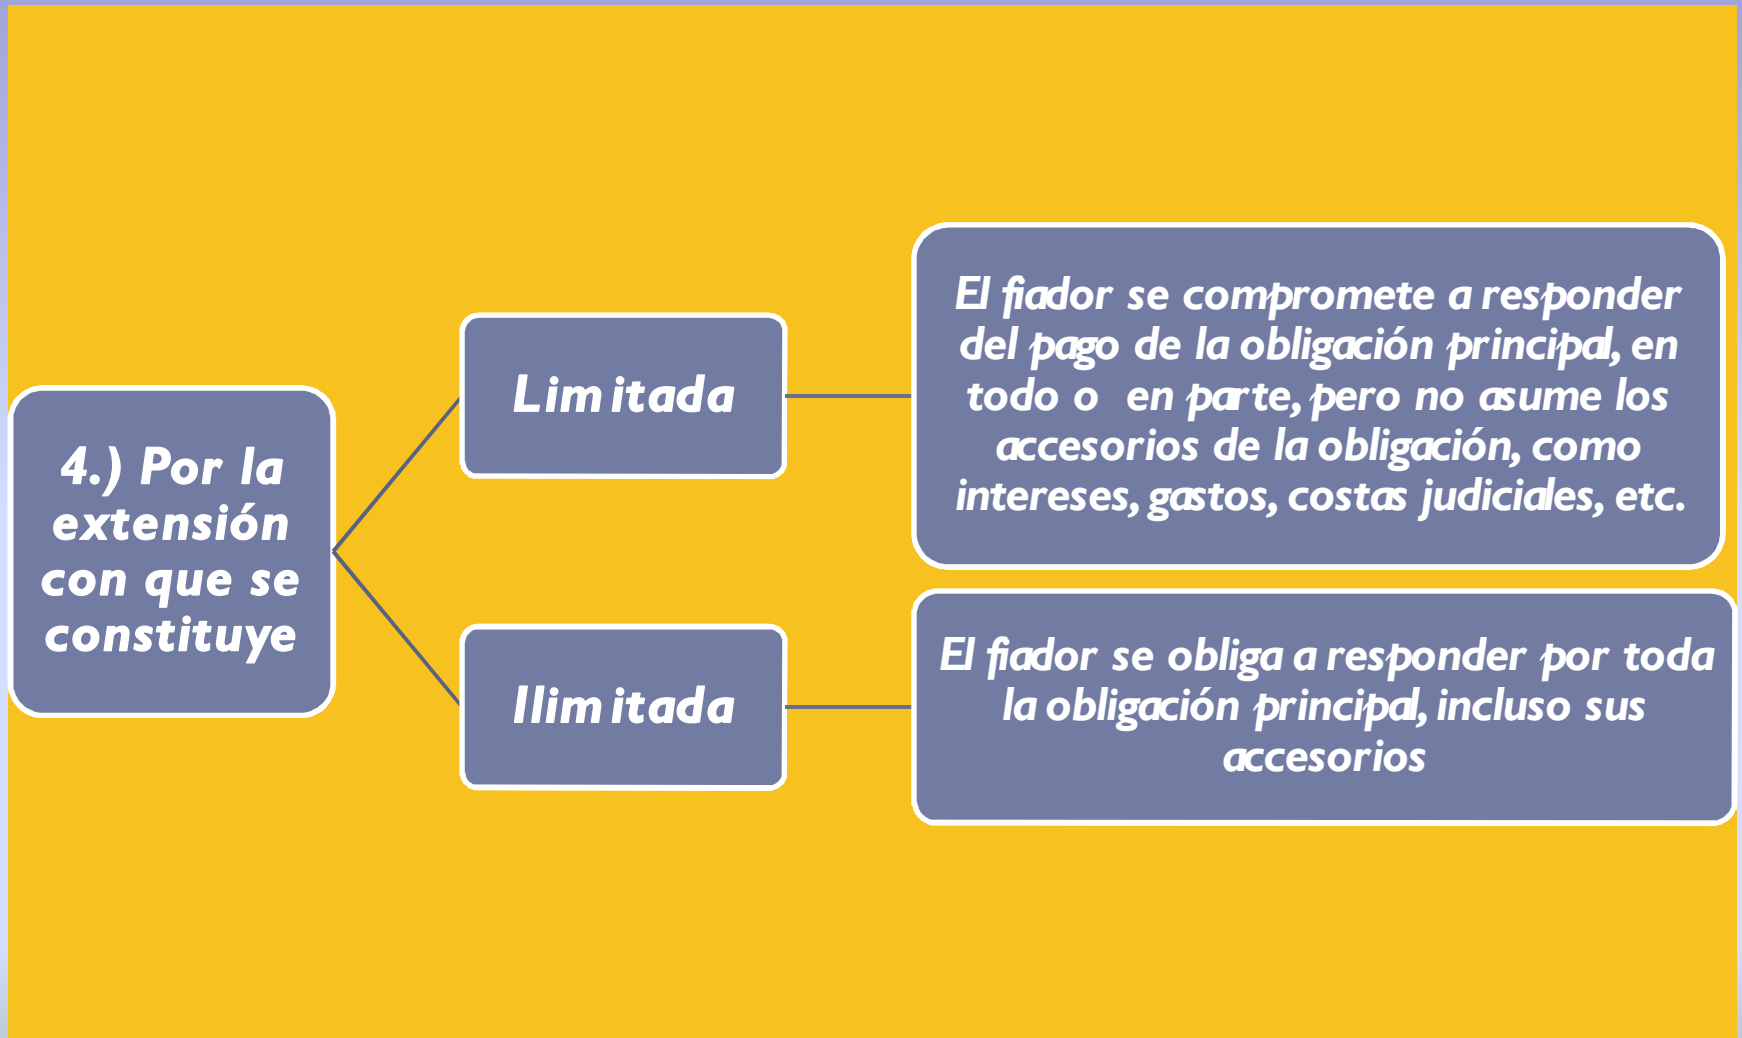 4.) Por la
extensión
con que se
constituye
Limitada
El fiador se compromete a responder
del pago de la obligación principal, en
todo o en parte, pero no asume los
accesorios de la obligación, como
intereses, gastos, costas judiciales, etc.
Ilimitada
El fiador se obliga a responder por toda
la obligación principal, incluso sus
accesorios